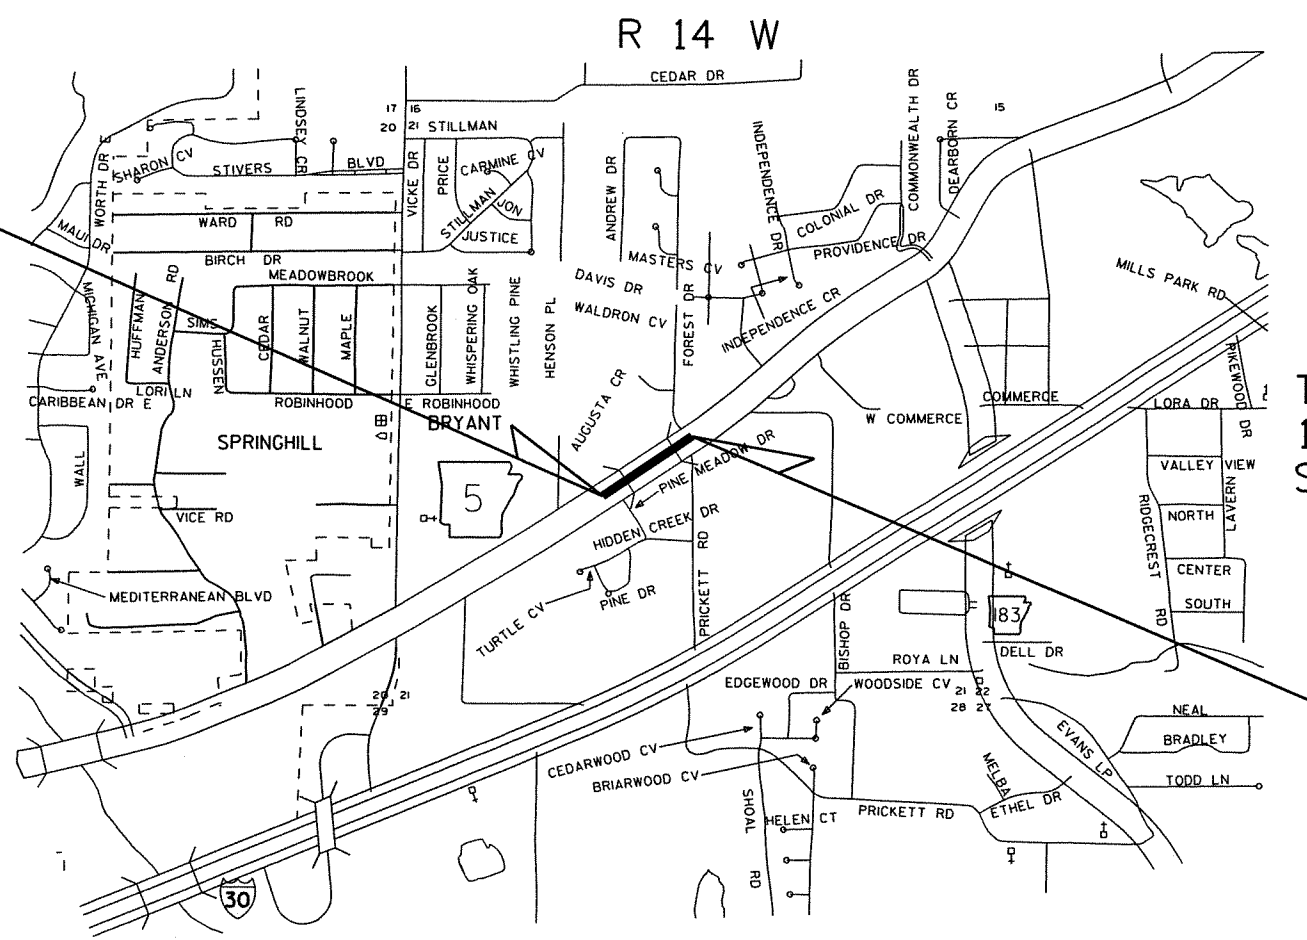 R 14 W
CEDAR DR
LINDSEY CR
17 16
20 21
STILLMAN
COMMONWEALTH DR
DEARBORN CR
15
WORTH DR
E
SHARON CV
STIVERS
BLVD
VICKE DR
PRICE
CARMINE CV
STILLMAN
JON
JUSTICE
ANDREW DR
INDEPENDENCE DR
COLONIAL DR
PROVIDENCE DR
MAUI DR
WARD RD
BIRCH DR
MEADOWBROOK
MASTERS CV
DAVIS DR
WALDRON CV
INDEPENDENCE CR
MILLS PARK RD
MICHIGAN AVE
HUFFMAN
ANDERSON RD
SIMS
HUSSEN
CEDAR
WALNUT
MAPLE
GLENBROOK
WHISPERING OAK
WHISTLING PINE
HENSON PL
FOREST DR
AUGUSTA CR
PIKEWOOD DR
CARIBBEAN DR E
LORI LN
ROBINHOOD
E ROBINHOOD
BRYANT
SPRINGHILL
W COMMERCE
COMMERCE
LORA DR
WALL
5
PINE MEADOW DR
VALLEY VIEW
LAVERN
NORTH
RIDGECREST RD
VICE RD
HIDDEN CREEK DR
PRICKETT RD
CENTER
SOUTH
MEDITERRANEAN BLVD
TURTLE CV
PINE DR
BISHOP DR
183
DELL DR
ROYA LN
EDGEWOOD DR
WOODSIDE CV
20 21
29
21 22
28 27
NEAL
BRADLEY
EVANS LP
CEDARWOOD CV
BRIARWOOD CV
MELBA
ETHEL DR
TODD LN
SHOAL RD
HELEN CT
PRICKETT RD
30